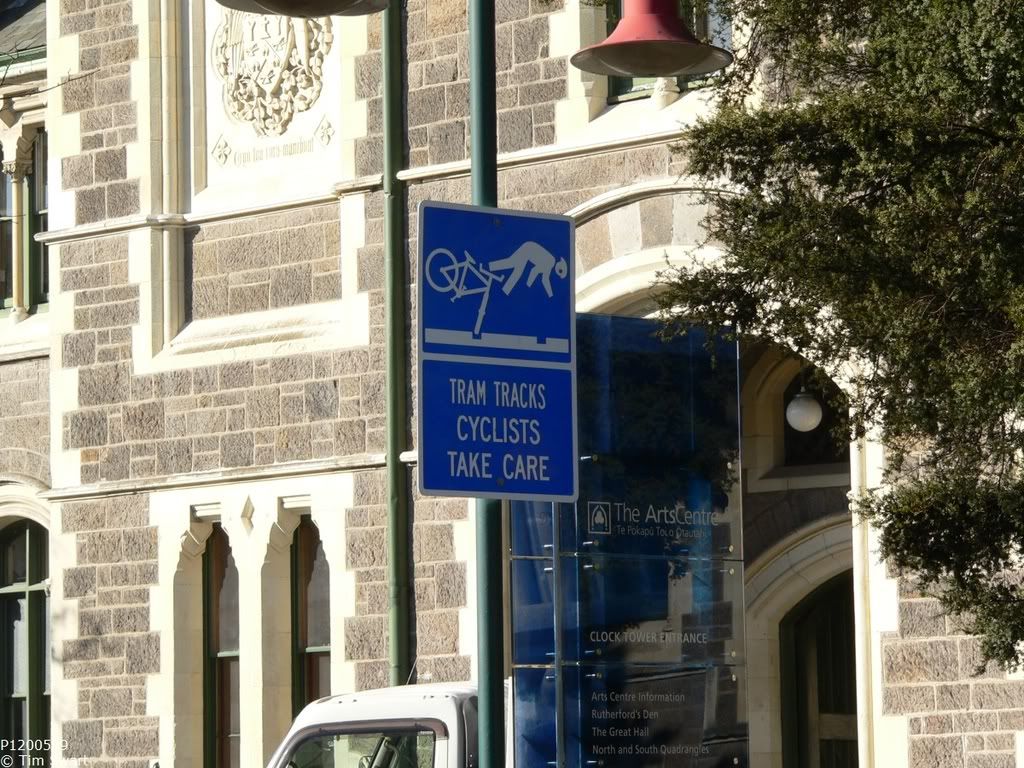 TRAM TRACKS
CYCLISTS
TAKE CARE
The ArtsCentre
Te Pokapū Toi o Ōtautahi
CLOCK TOWER ENTRANCE
Arts Centre Information
Rutherford's Den
The Great Hall
North and South Quadrangles
© Tim